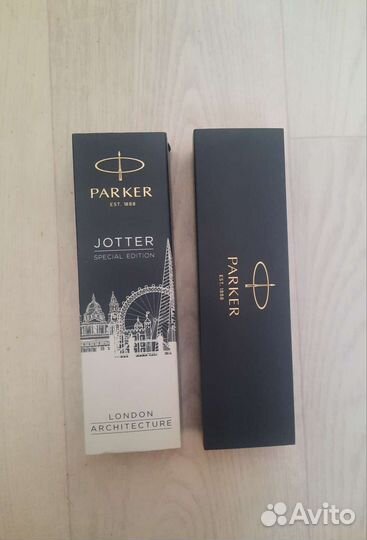 PARKER
EST. 1888
JOTTER
SPECIAL EDITION
LONDON
ARCHITECTURE
PARKER
EST. 1888
Avito